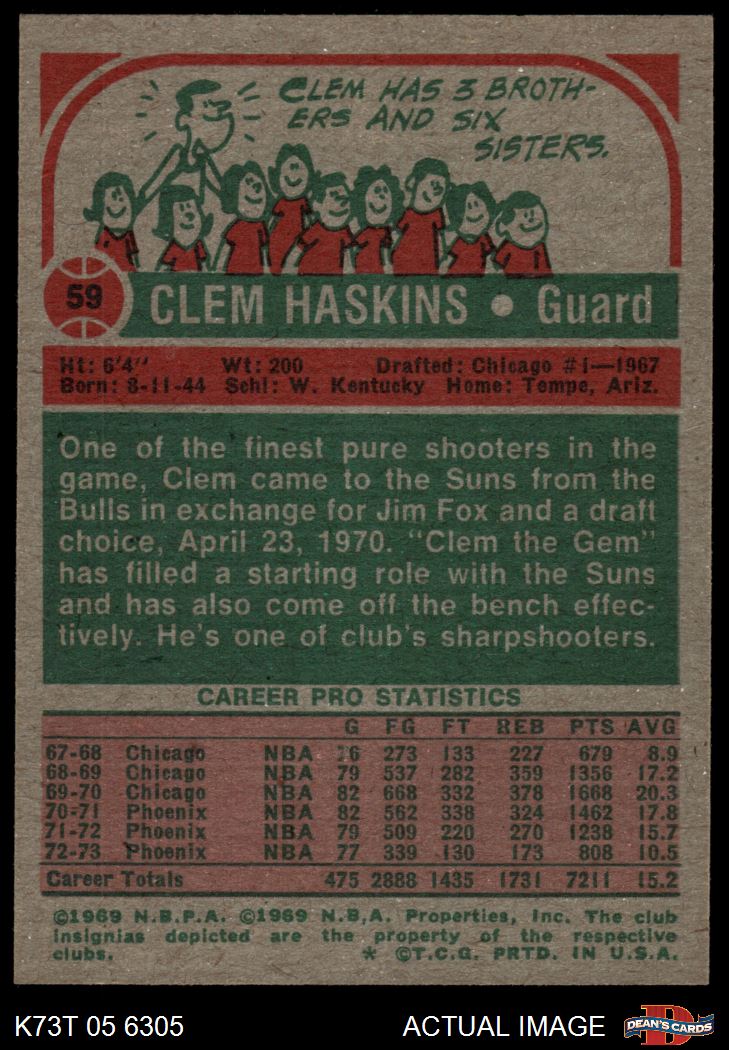 CLEM HAS 3 BROTH-
ERS AND SIX
SISTERS.
59
CLEM HASKINS • Guard
Ht: 6'4" Wt: 200 Drafted: Chicago #1—1967
Born: 8-11-44 Schl: W. Kentucky Home: Tempe, Ariz.
One of the finest pure shooters in the
game, Clem came to the Suns from the
Bulls in exchange for Jim Fox and a draft
choice, April 23, 1970. "Clem the Gem"
has filled a starting role with the Suns
and has also come off the bench effec-
tively. He's one of club's sharpshooters.
CAREER PRO STATISTICS
G FG FT REB PTS AVG
67-68 Chicago NBA 76 273 133 227 679 8.9
68-69 Chicago NBA 79 537 282 359 1356 17.2
69-70 Chicago NBA 82 668 332 378 1668 20.3
70-71 Phoenix NBA 82 562 338 324 1462 17.8
71-72 Phoenix NBA 79 509 220 270 1238 15.7
72-73 Phoenix NBA 77 339 130 173 808 10.5
Career Totals 475 2888 1435 1731 7211 15.2
©1969 N.B.P.A. ©1969 N.B.A. Properties, Inc. The club
insignias depicted are the property of the respective
clubs. * ©T.C.G. PRTD. IN U.S.A.
K73T 05 6305 ACTUAL IMAGE DEAN'S CARDS